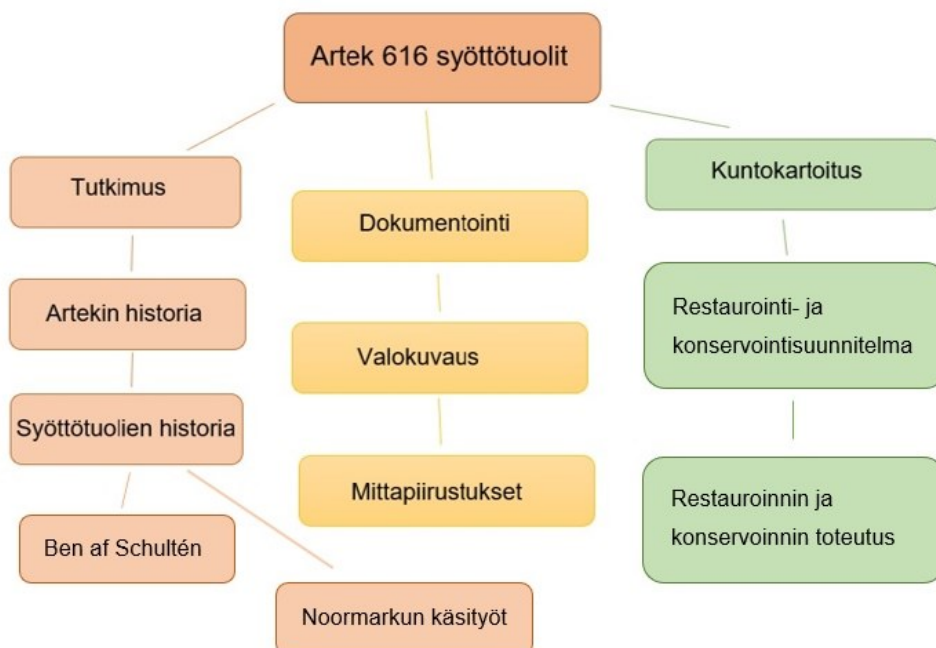 Artek 616 syöttötuolit
Tutkimus
Artekin historia
Syöttötuolien historia
Ben af Schultén
Noormarkun käsityöt
Dokumentointi
Valokuvaus
Mittapiirustukset
Kuntokartoitus
Restaurointi- ja
konservointisuunnitelma
Restauroinnin ja
konservoinnin toteutus